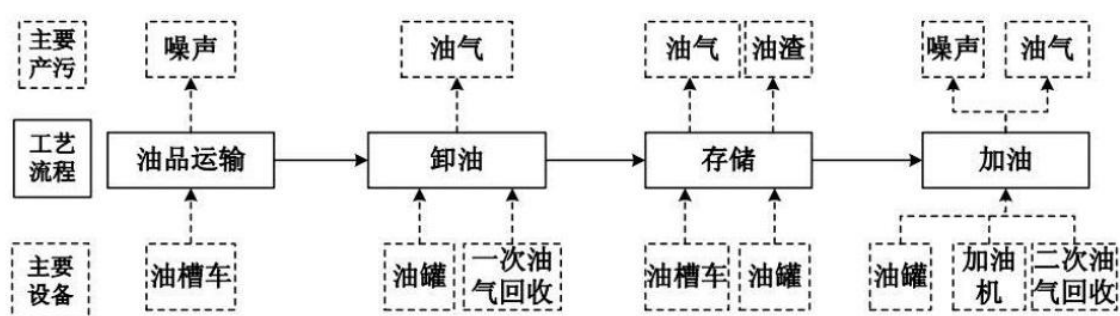 主要
产污
噪声
油气
油气
油渣
噪声
油气
工艺
流程
油品运输
卸油
存储
加油
主要
设备
油槽车
油罐
一次油
气回收
油槽车
油罐
油罐
加油
机
二次油
气回收